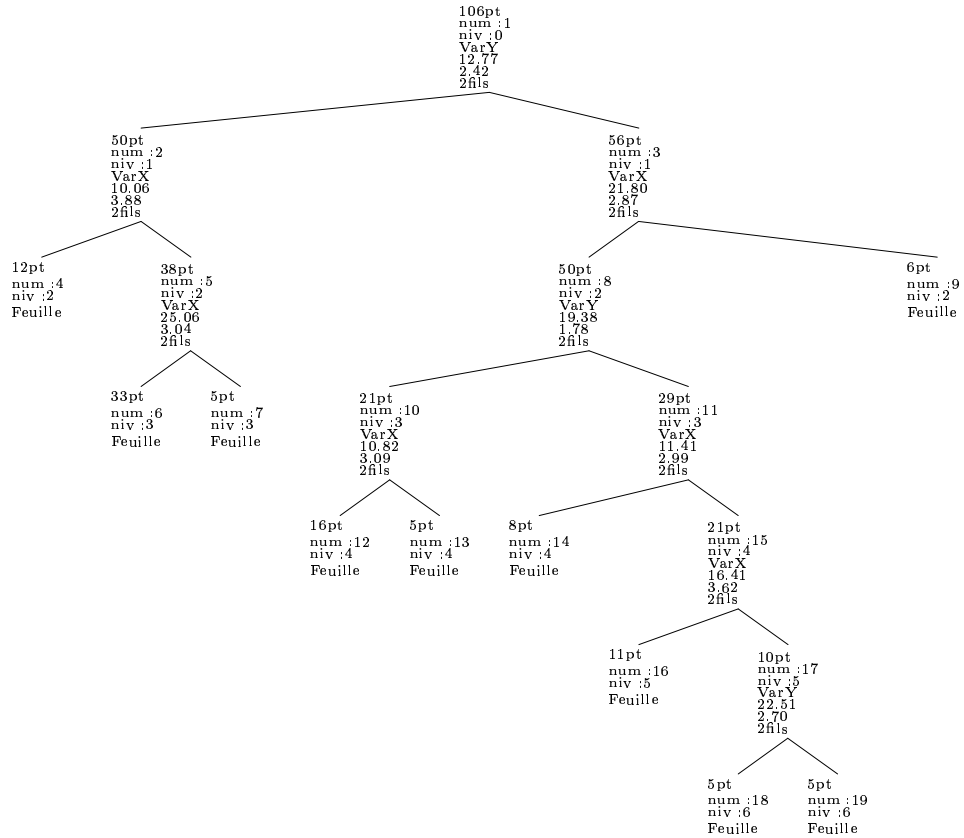 106pt
num :1
niv :0
VarY
12.77
2.42
2fils
50pt
num :2
niv :1
VarX
10.06
3.88
2fils
56pt
num :3
niv :1
VarX
21.80
2.87
2fils
12pt
num :4
niv :2
Feuille
38pt
num :5
niv :2
VarX
25.06
3.04
2fils
50pt
num :8
niv :2
VarY
19.38
1.78
2fils
6pt
num :9
niv :2
Feuille
33pt
num :6
niv :3
Feuille
5pt
num :7
niv :3
Feuille
21pt
num :10
niv :3
VarX
10.82
3.09
2fils
29pt
num :11
niv :3
VarX
11.41
2.99
2fils
16pt
num :12
niv :4
Feuille
5pt
num :13
niv :4
Feuille
8pt
num :14
niv :4
Feuille
21pt
num :15
niv :4
VarX
16.41
3.62
2fils
11pt
num :16
niv :5
Feuille
10pt
num :17
niv :5
VarY
22.51
2.70
2fils
5pt
num :18
niv :6
Feuille
5pt
num :19
niv :6
Feuille